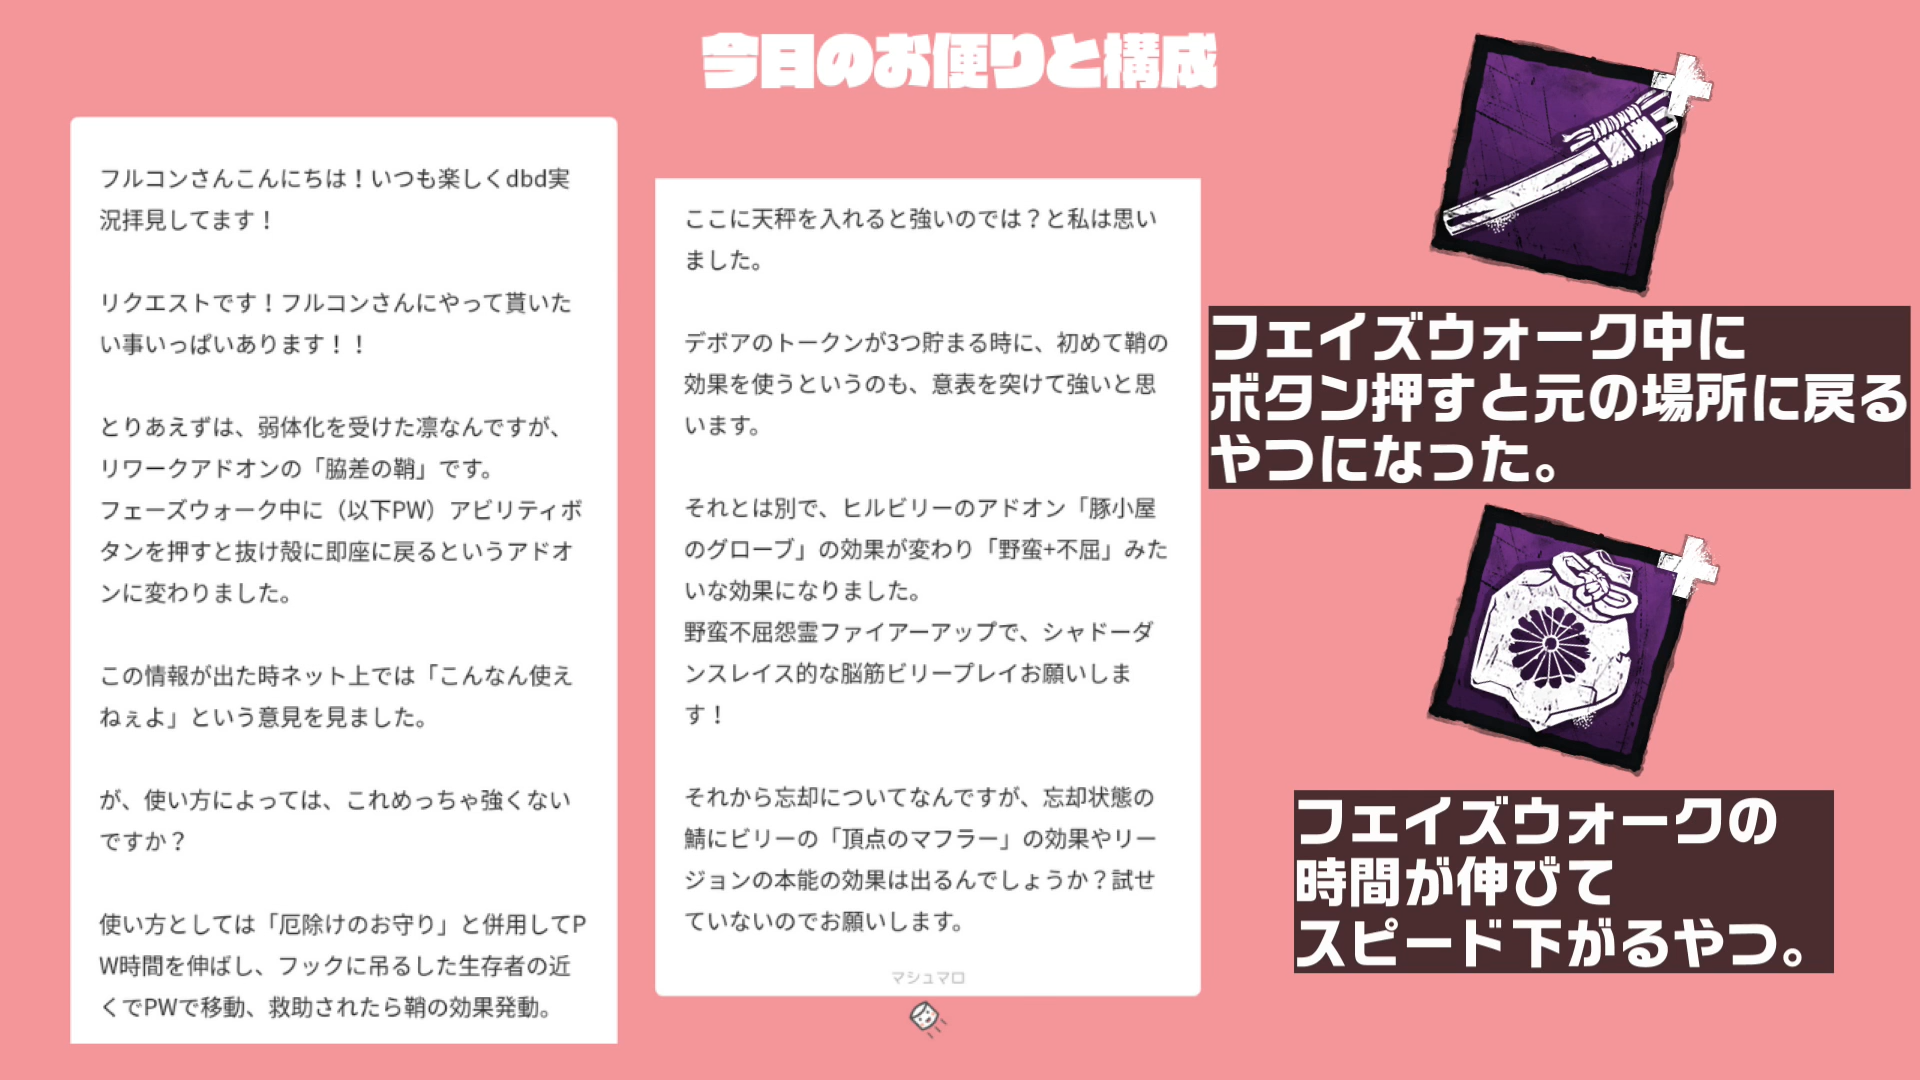 今日のお便りと構成
フルコンさんこんにちは！いつも楽しくdbd実
況拝見してます！
リクエストです！フルコンさんにやって貰いた
い事いっぱいあります！！
とりあえずは、弱体化を受けた凛なんですが、
リワークアドオンの「脇差の鞘」です。
フェーズウォーク中に（以下PW）アビリティボ
タンを押すと抜け殻に即座に戻るというアドオ
ンに変わりました。
この情報が出た時ネット上では「こんなん使え
ねぇよ」という意見を見ました。
が、使い方によっては、これめっちゃ強くない
ですか？
使い方としては「厄除けのお守り」と併用してP
W時間を伸ばし、フックに吊るした生存者の近
くでPWで移動、救助されたら鞘の効果発動。
ここに天秤を入れると強いのでは？と私は思い
ました。
デボアのトークンが3つ貯まる時に、初めて鞘の
効果を使うというのも、意表を突けて強いと思
います。
それとは別で、ヒルビリーのアドオン「豚小屋
のグローブ」の効果が変わり「野蛮+不屈」みた
いな効果になりました。
野蛮不屈怨霊ファイアーアップで、シャドーダ
ンスレイス的な脳筋ビリープレイお願いしま
す！
それから忘却についてなんですが、忘却状態の
鯖にビリーの「頂点のマフラー」の効果やリー
ジョンの本能の効果は出るんでしょうか？試せ
ていないのでお願いします。
マシュマロ
フェイズウォーク中に
ボタン押すと元の場所に戻る
やつになった。
フェイズウォークの
時間が伸びて
スピード下がるやつ。